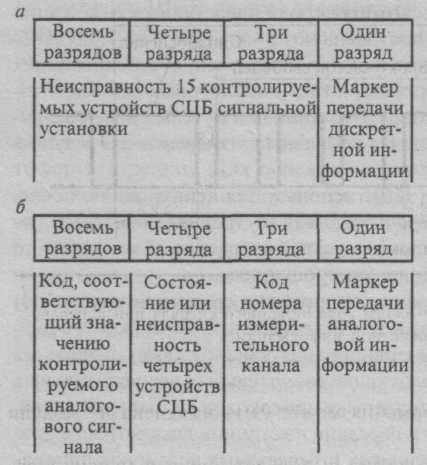 а
Восемь разрядов
Четыре разряда
Три разряда
Один разряд
Неисправность 15 контролируе-
мых устройств СЦБ сигнальной
установки
Маркер
передачи
дискрет-
ной ин-
формации
б
Восемь разрядов
Четыре разряда
Три разряда
Один разряд
Код, соот-
ветствую-
щий зна-
чению
контроли-
руемого
аналого-
вого сиг-
нала
Состоя-
ние или
неисправ-
ность
четырех
устройств
СЦБ
Код
номера
измери-
тельного
канала
Маркер
передачи
аналого-
вой ин-
формации